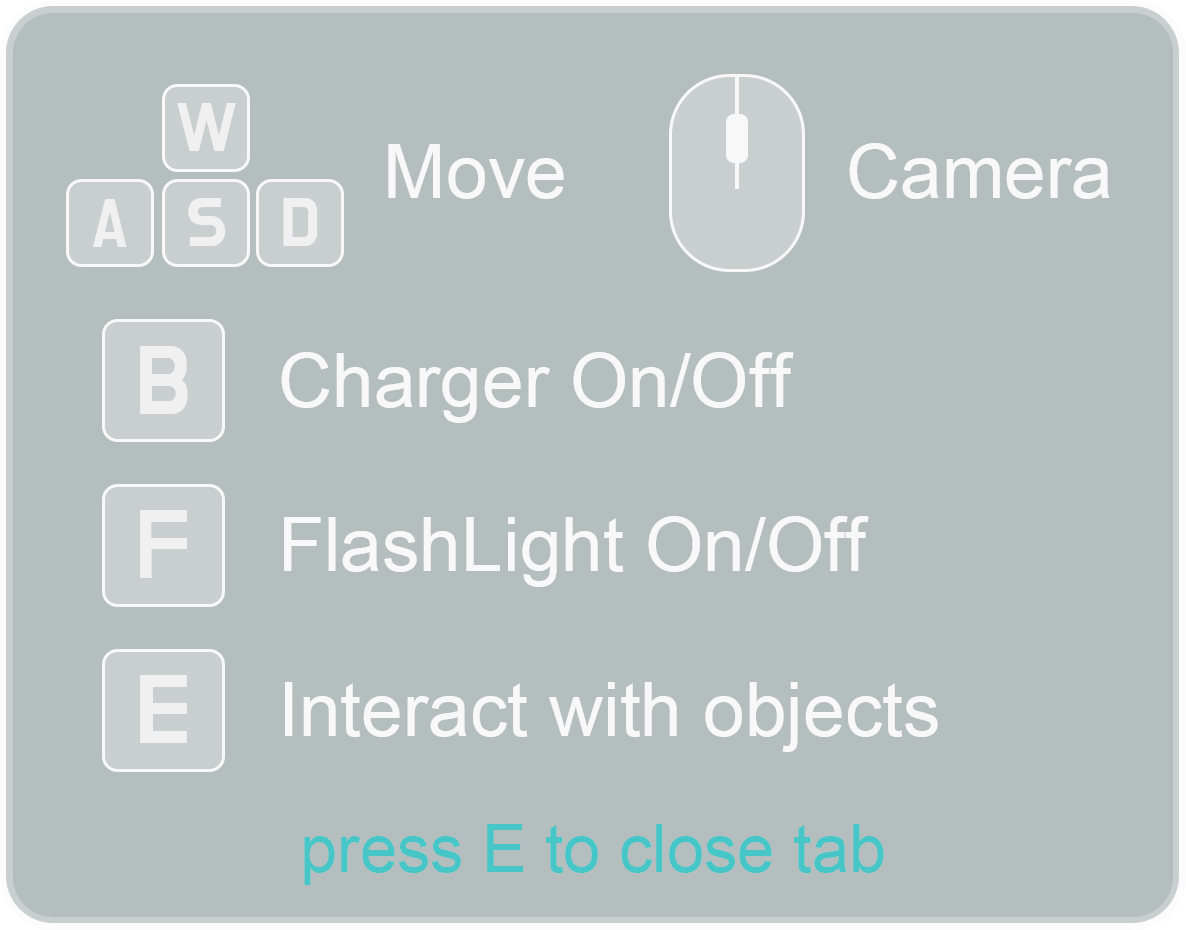 W
A S D Move Camera
B Charger On/Off
F FlashLight On/Off
E Interact with objects
press E to close tab